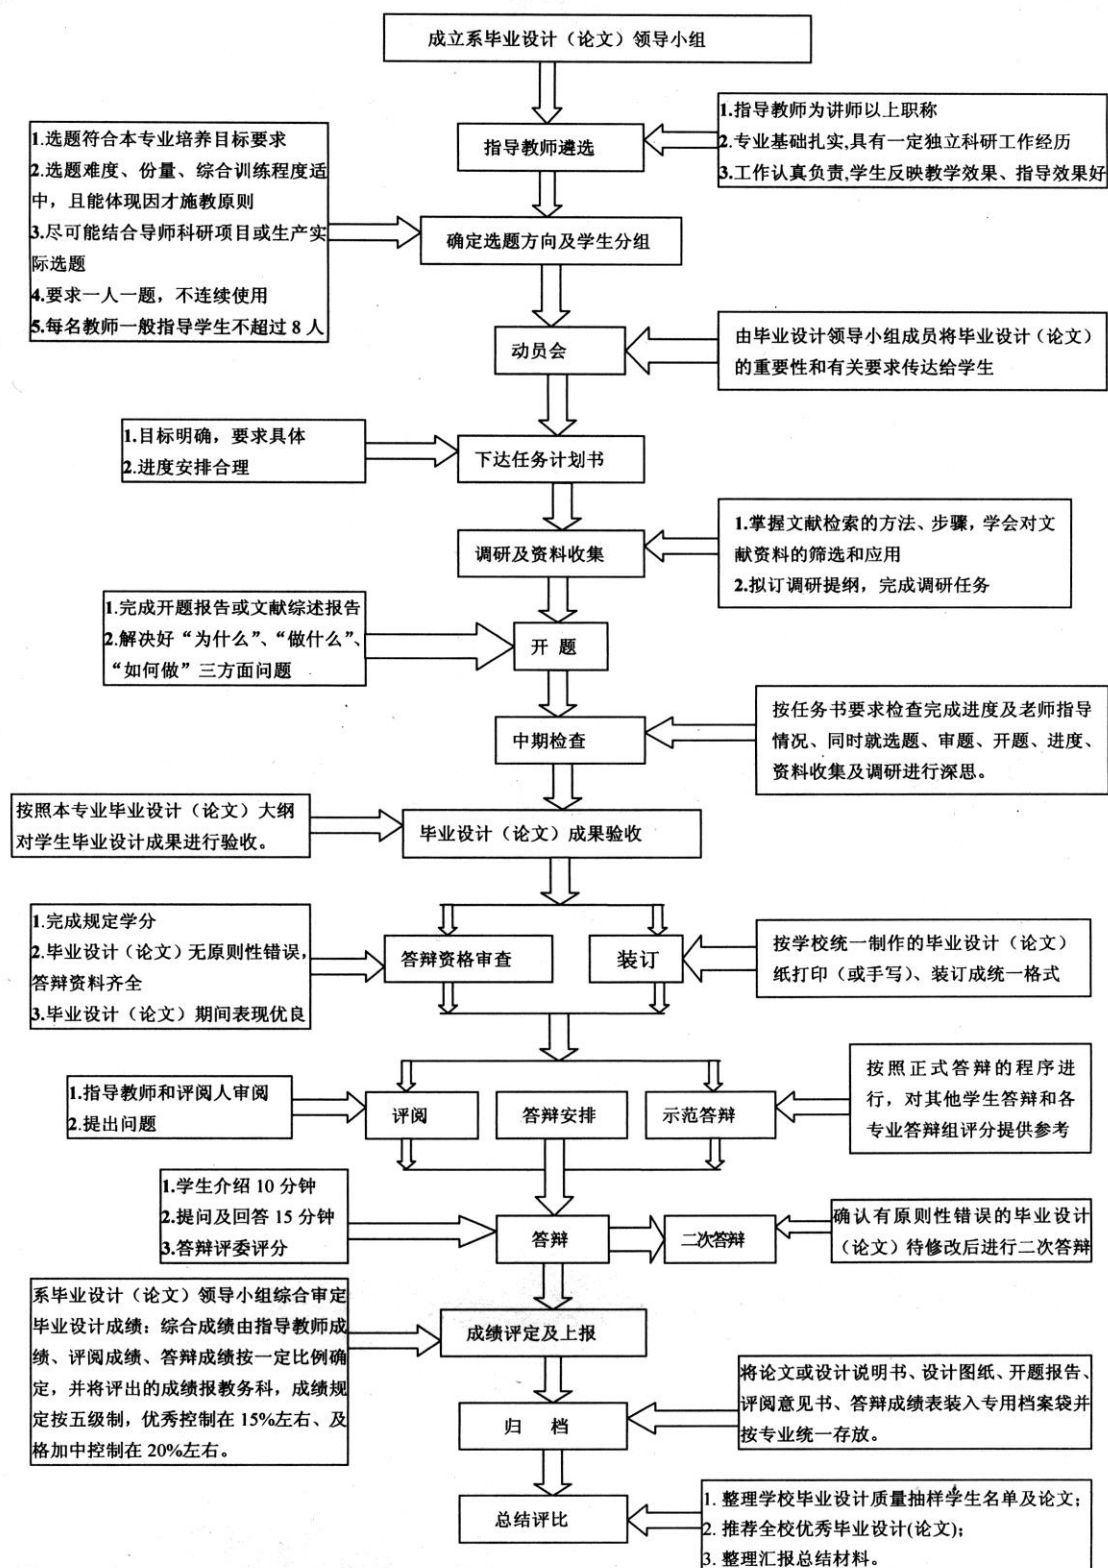 成立系毕业设计（论文）领导小组
指导教师遴选
1.指导教师为讲师以上职称
2.专业基础扎实,具有一定独立科研工作经历
3.工作认真负责,学生反映教学效果、指导效果好
1.选题符合本专业培养目标要求
2.选题难度、份量、综合训练程度适
中，且能体现因才施教原则
3.尽可能结合导师科研项目或生产实
际选题
4.要求一人一题，不连续使用
5.每名教师一般指导学生不超过 8 人
确定选题方向及学生分组
动员会
由毕业设计领导小组成员将毕业设计（论文）
的重要性和有关要求传达给学生
1.目标明确，要求具体
2.进度安排合理
下达任务计划书
调研及资料收集
1.掌握文献检索的方法、步骤，学会对文
献资料的筛选和应用
2.拟订调研提纲，完成调研任务
1.完成开题报告或文献综述报告
2.解决好“为什么”、“做什么”、
“如何做”三方面问题
开 题
中期检查
按任务书要求检查完成进度及老师指导
情况、同时就选题、审题、开题、进度、
资料收集及调研进行深思。
按照本专业毕业设计（论文）大纲
对学生毕业设计成果进行验收。
毕业设计（论文）成果验收
1.完成规定学分
2.毕业设计（论文）无原则性错误，
答辩资料齐全
3.毕业设计（论文）期间表现优良
答辩资格审查
装订
按学校统一制作的毕业设计（论文）
纸打印（或手写）、装订成统一格式
1.指导教师和评阅人审阅
2.提出问题
评阅
答辩安排
示范答辩
按照正式答辩的程序进
行，对其他学生答辩和各
专业答辩组评分提供参考
1.学生介绍 10 分钟
2.提问及回答 15 分钟
3.答辩评委评分
答辩
二次答辩
确认有原则性错误的毕业设计
（论文）待修改后进行二次答辩
系毕业设计（论文）领导小组综合审定
毕业设计成绩：综合成绩由指导教师成
绩、评阅成绩、答辩成绩按一定比例确
定，并将评出的成绩报教务科，成绩规
定按五级制，优秀控制在 15%左右、及
格加中控制在 20%左右。
成绩评定及上报
归 档
将论文或设计说明书、设计图纸、开题报告、
评阅意见书、答辩成绩表装入专用档案袋并
按专业统一存放。
总结评比
1. 整理学校毕业设计质量抽样学生名单及论文；
2. 推荐全校优秀毕业设计(论文)；
3. 整理汇报总结材料。